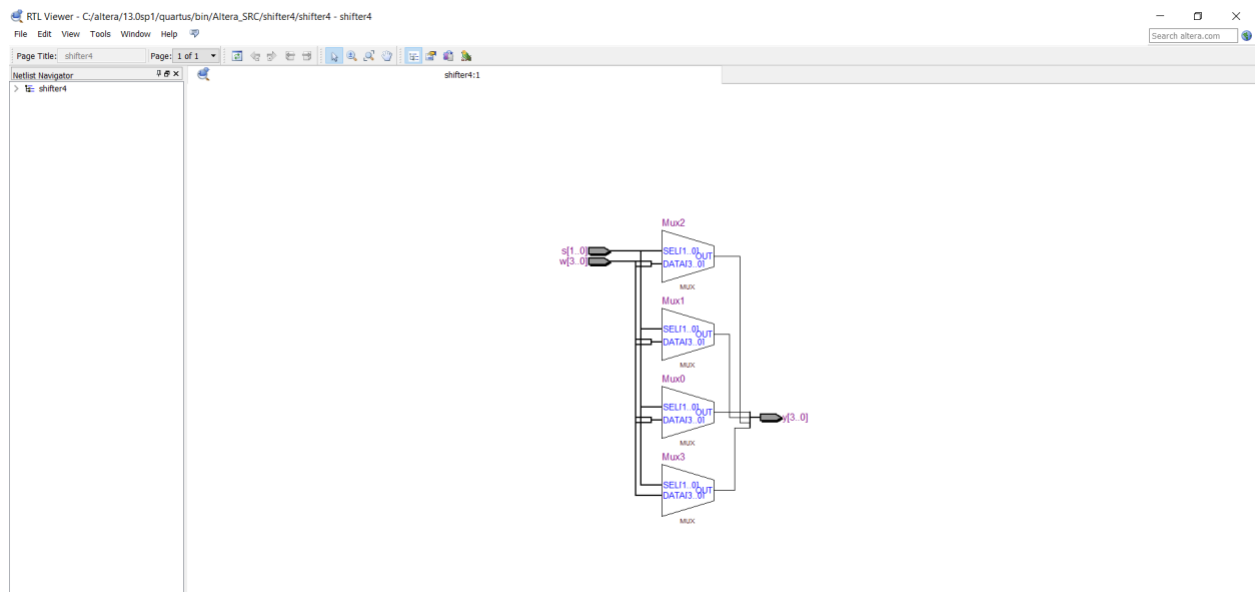 RTL Viewer - C:/altera/13.0sp1/quartus/bin/Altera_SRC/shifter4/shifter4 - shifter4
File Edit View Tools Window Help
Search altera.com
Page Title: shifter4 Page: 1 of 1
Netlist Navigator
shifter4:1
shifter4
Mux2
s[1..0]
w[3..0]
SEL[1..0]
OUT
DATA[3..0]
MUX
Mux1
SEL[1..0]
OUT
DATA[3..0]
MUX
Mux0
SEL[1..0]
OUT
DATA[3..0]
y[3..0]
MUX
Mux3
SEL[1..0]
OUT
DATA[3..0]
MUX